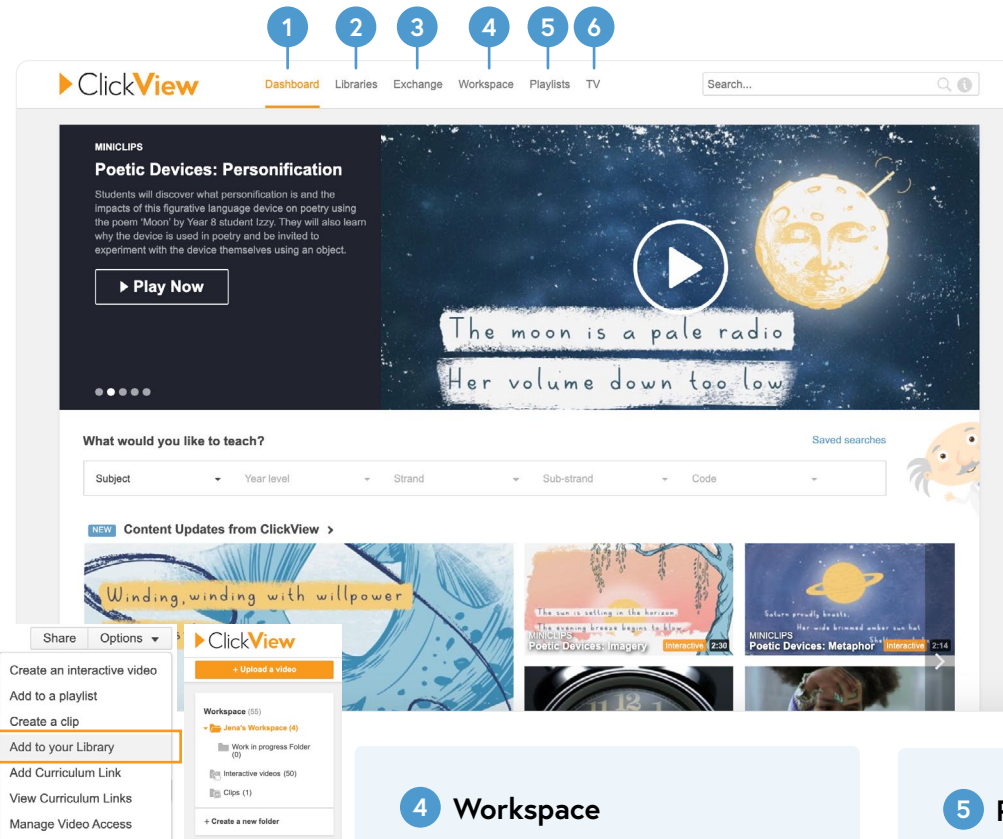 1 2 3 4 5 6
ClickView Dashboard Libraries Exchange Workspace Playlists TV Search...
MINICLIPS
Poetic Devices: Personification
Students will discover what personification is and the
impacts of this figurative language device on poetry using
the poem 'Moon' by Year 8 student Izzy. They will also learn
why the device is used in poetry and be invited to
experiment with the device themselves using an object.
Play Now
The moon is a pale radio
Her volume down too low
What would you like to teach?
Saved searches
Subject Year level Strand Sub-strand Code
NEW Content Updates from ClickView >
Winding, winding with willpower
The sun is setting in the horizon,
The evening breeze begins to blow
MINICLIPS
Poetic Devices: Imagery Interactive 2:30
Saturn proudly boasts,
Her wide brimmed amber sun hat
MINICLIPS
Poetic Devices: Metaphor Interactive 2:14
Share Options
Create an interactive video
Add to a playlist
Create a clip
Add to your Library
Add Curriculum Link
View Curriculum Links
Manage Video Access
ClickView
+ Upload a video
Workspace (55)
Jena's Workspace (4)
Work in progress Folder
(0)
Interactive videos (50)
Clips (1)
+ Create a new folder
4 Workspace
5